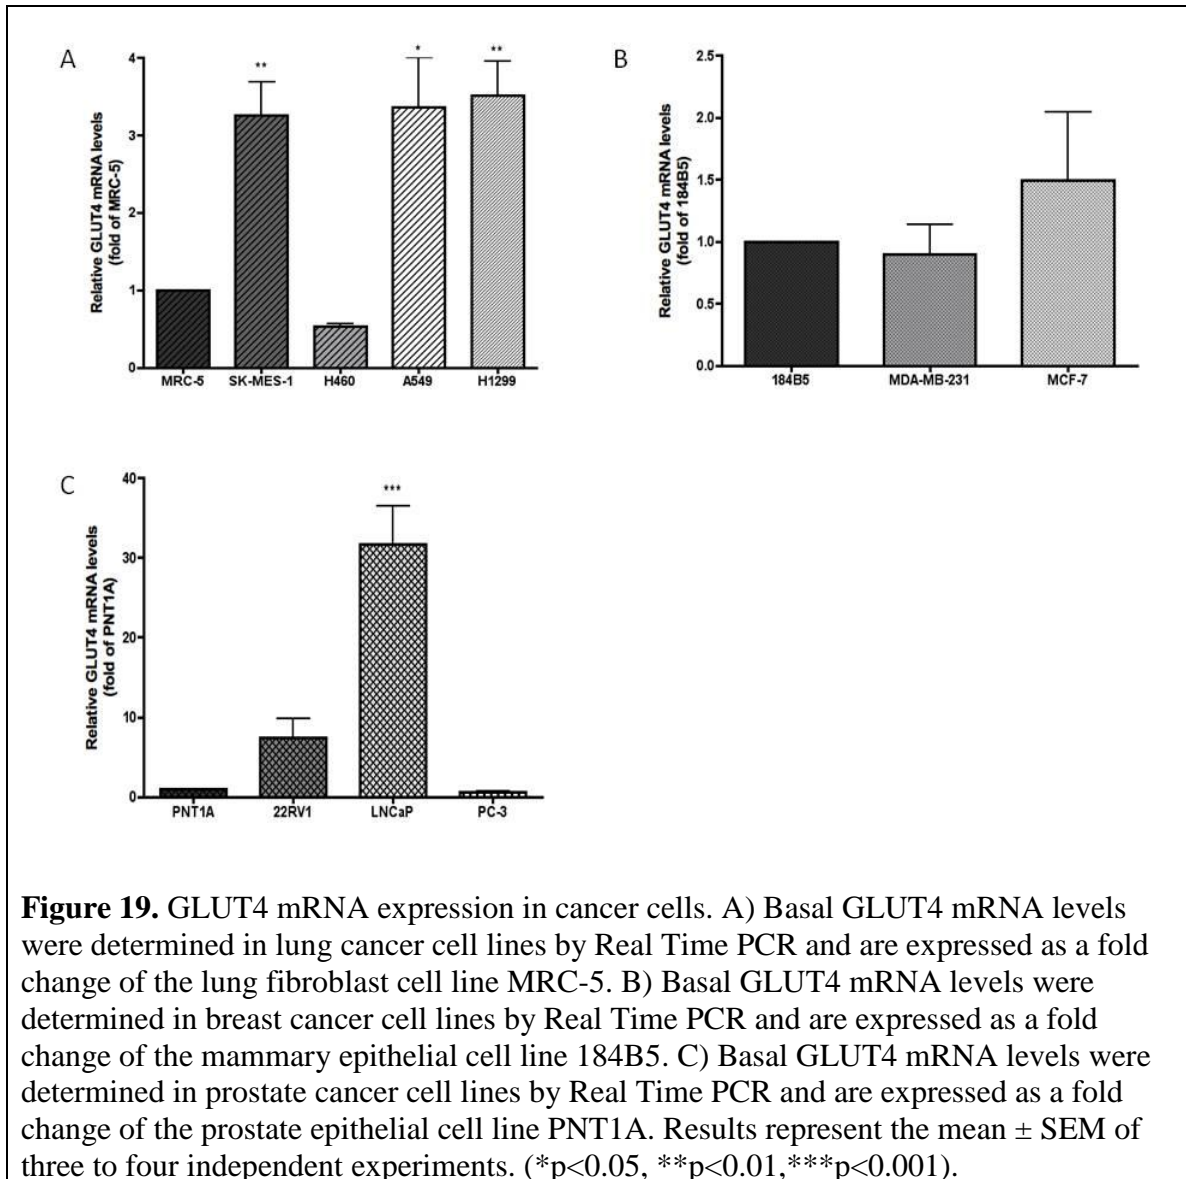 A
Relative GLUT4 mRNA levels
(fold of MRC-5)
4
3
2
1
0
**
*
**
MRC-5 SK-MES-1 H460 A549 H1299
B
Relative GLUT4 mRNA levels
(fold of 184B5)
2.5
2.0
1.5
1.0
0.5
0.0
184B5 MDA-MB-231 MCF-7
C
Relative GLUT4 mRNA levels
(fold of PNT1A)
40
30
20
10
0
***
PNT1A 22RV1 LNCaP PC-3
Figure 19. GLUT4 mRNA expression in cancer cells. A) Basal GLUT4 mRNA levels
were determined in lung cancer cell lines by Real Time PCR and are expressed as a fold
change of the lung fibroblast cell line MRC-5. B) Basal GLUT4 mRNA levels were
determined in breast cancer cell lines by Real Time PCR and are expressed as a fold
change of the mammary epithelial cell line 184B5. C) Basal GLUT4 mRNA levels were
determined in prostate cancer cell lines by Real Time PCR and are expressed as a fold
change of the prostate epithelial cell line PNT1A. Results represent the mean ± SEM of
three to four independent experiments. (*p<0.05, **p<0.01,***p<0.001).